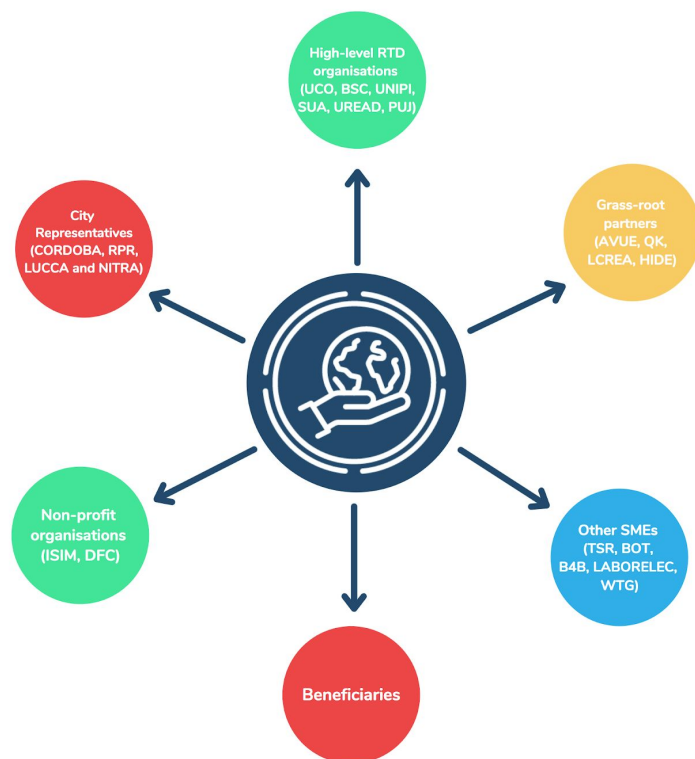 High-level RTD
organisations
(UCO, BSC, UNIPI,
SUA, UREAD, PUJ)
Grass-root
partners
(AVUE, QK,
LCREA, HIDE)
City
Representatives
(CORDOBA, RPR,
LUCCA and NITRA)
Non-profit
organisations
(ISIM, DFC)
Other SMEs
(TSR, BOT,
B4B, LABORELEC,
WTG)
Beneficiaries